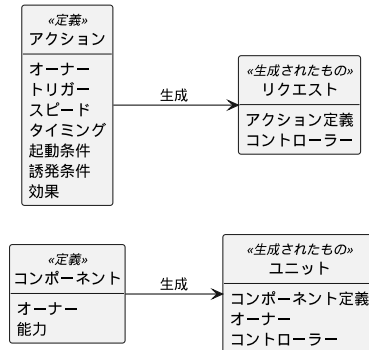 «定義»
アクション
オーナー
トリガー
スピード
タイミング
起動条件
誘発条件
効果
生成
«生成されたもの»
リクエスト
アクション定義
コントローラー
«定義»
コンポーネント
オーナー
能力
生成
«生成されたもの»
ユニット
コンポーネント定義
オーナー
コントローラー